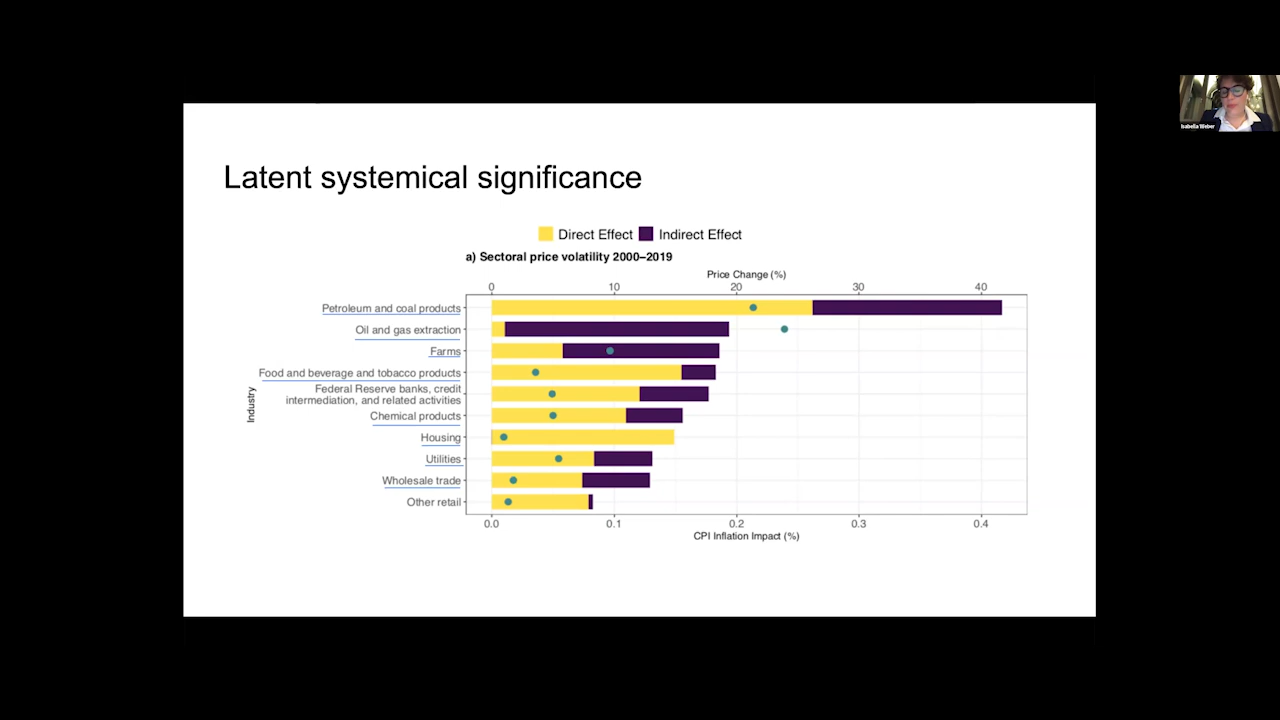 Isabella Weber
Latent systemical significance
Direct Effect Indirect Effect
a) Sectoral price volatility 2000–2019
Price Change (%)
0 10 20 30 40
Petroleum and coal products
Oil and gas extraction
Farms
Food and beverage and tobacco products
Federal Reserve banks, credit
intermediation, and related activities
Chemical products
Housing
Utilities
Wholesale trade
Other retail
Industry
0.0 0.1 0.2 0.3 0.4
CPI Inflation Impact (%)